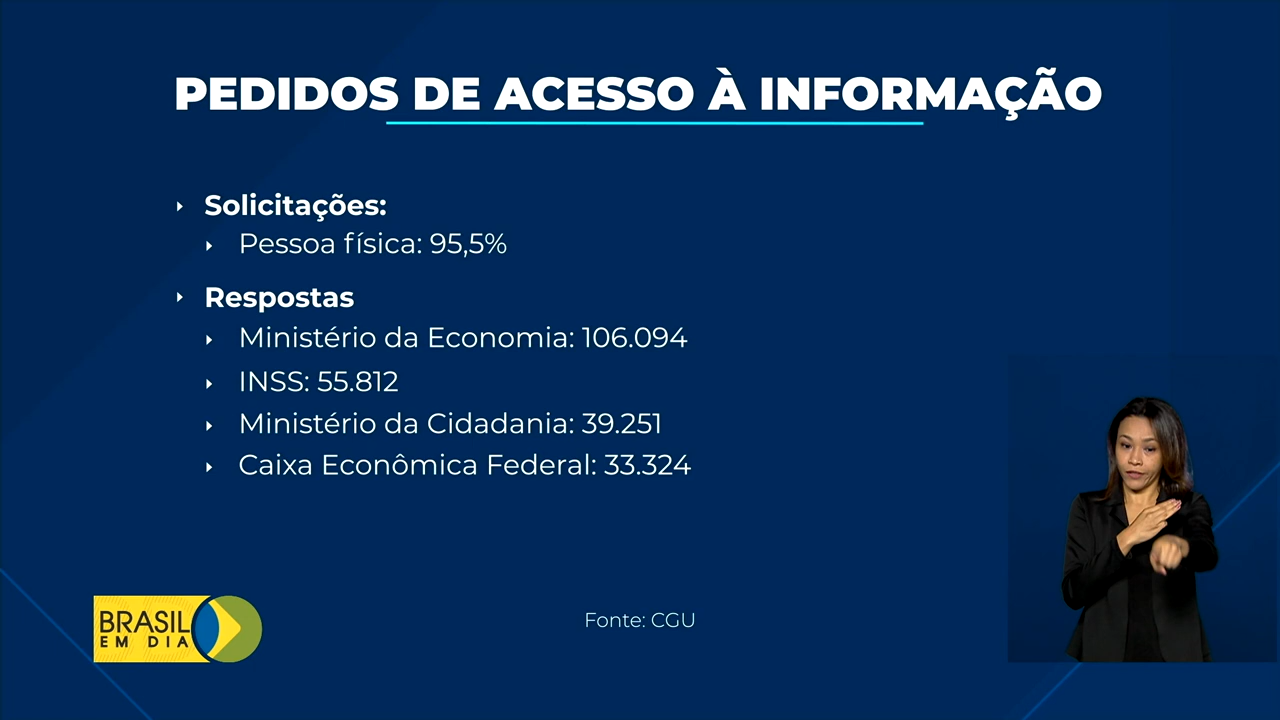 PEDIDOS DE ACESSO À INFORMAÇÃO
Solicitações:
Pessoa física: 95,5%
Respostas
Ministério da Economia: 106.094
INSS: 55.812
Ministério da Cidadania: 39.251
Caixa Econômica Federal: 33.324
BRASIL
EM DIA
Fonte: CGU